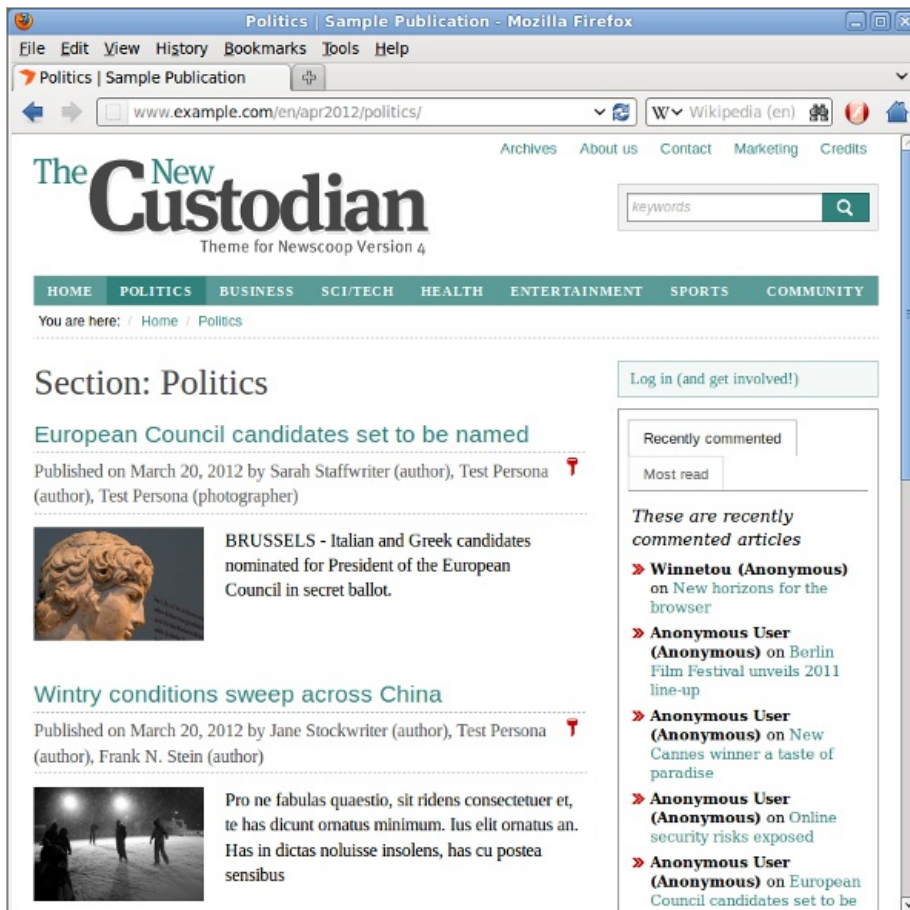 Politics | Sample Publication - Mozilla Firefox
File Edit View History Bookmarks Tools Help
Politics | Sample Publication
www.example.com/en/apr2012/politics/
W Wikipedia (en)
Archives About us Contact Marketing Credits
The New
Custodian
Theme for Newscoop Version 4
keywords
HOME POLITICS BUSINESS SCI/TECH HEALTH ENTERTAINMENT SPORTS COMMUNITY
You are here: / Home / Politics
Section: Politics
European Council candidates set to be named
Published on March 20, 2012 by Sarah Staffwriter (author), Test Persona
(author), Test Persona (photographer)
BRUSSELS - Italian and Greek candidates
nominated for President of the European
Council in secret ballot.
Wintry conditions sweep across China
Published on March 20, 2012 by Jane Stockwriter (author), Test Persona
(author), Frank N. Stein (author)
Pro ne fabulas quaestio, sit ridens consectetuer et,
te has dicunt ornatus minimum. Ius elit ornatus an.
Has in dictas noluisse insolens, has cu postea
sensibus
Log in (and get involved!)
Recently commented
Most read
These are recently
commented articles
Winnetou (Anonymous)
on New horizons for the
browser
Anonymous User
(Anonymous) on Berlin
Film Festival unveils 2011
line-up
Anonymous User
(Anonymous) on New
Cannes winner a taste of
paradise
Anonymous User
(Anonymous) on Online
security risks exposed
Anonymous User
(Anonymous) on European
Council candidates set to be